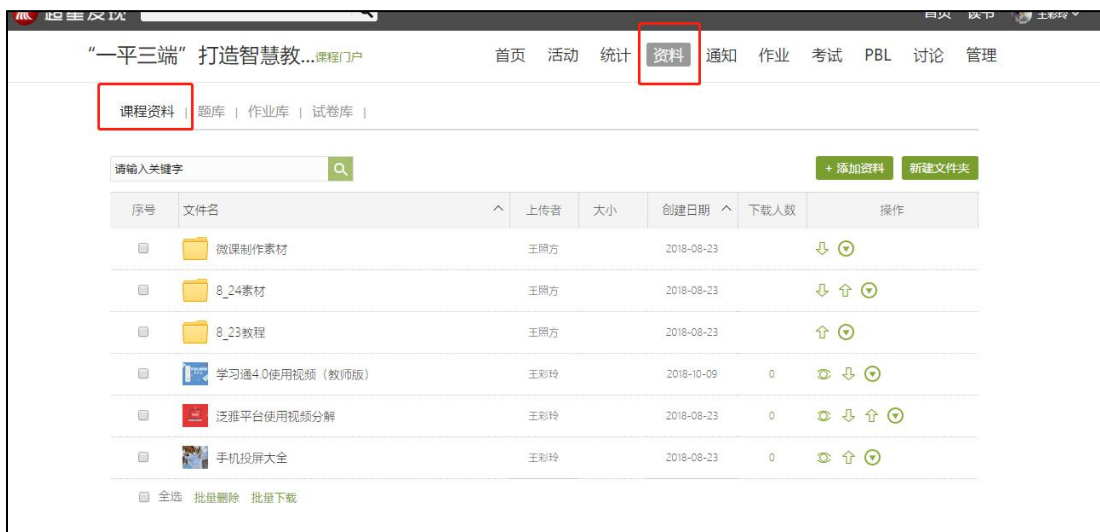 超星发现 首页 读书 王彩玲
“一平三端”打造智慧教...课程门户 首页 活动 统计 资料 通知 作业 考试 PBL 讨论 管理
课程资料 | 题库 | 作业库 | 试卷库 |
请输入关键字 + 添加资料 新建文件夹
序号 文件名 上传者 大小 创建日期 下载人数 操作
微课制作素材 王照方 2018-08-23
8_24素材 王照方 2018-08-23
8_23教程 王照方 2018-08-23
学习通4.0使用视频（教师版） 王彩玲 2018-10-09 0
泛雅平台使用视频分解 王彩玲 2018-08-23 0
手机投屏大全 王彩玲 2018-08-23 0
全选 批量删除 批量下载